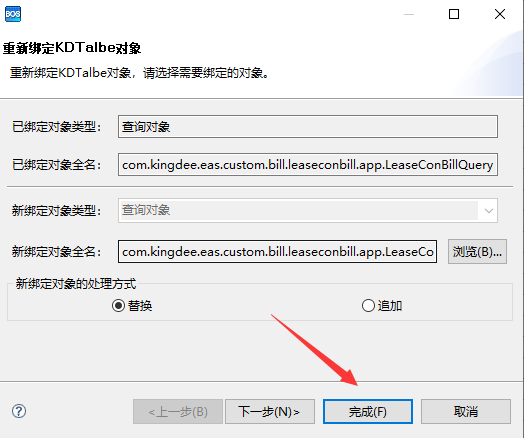 BOS
重新绑定KDTalbe对象
重新绑定KDTalbe对象，请选择需要绑定的对象。
已绑定对象类型： 查询对象
已绑定对象全名： com.kingdee.eas.custom.bill.leaseconbill.app.LeaseConBillQuery
新绑定对象类型： 查询对象
新绑定对象全名： com.kingdee.eas.custom.bill.leaseconbill.app.LeaseCo 浏览(B)...
新绑定对象的处理方式
替换 追加
? <上一步(B) 下一步(N)> 完成(F) 取消